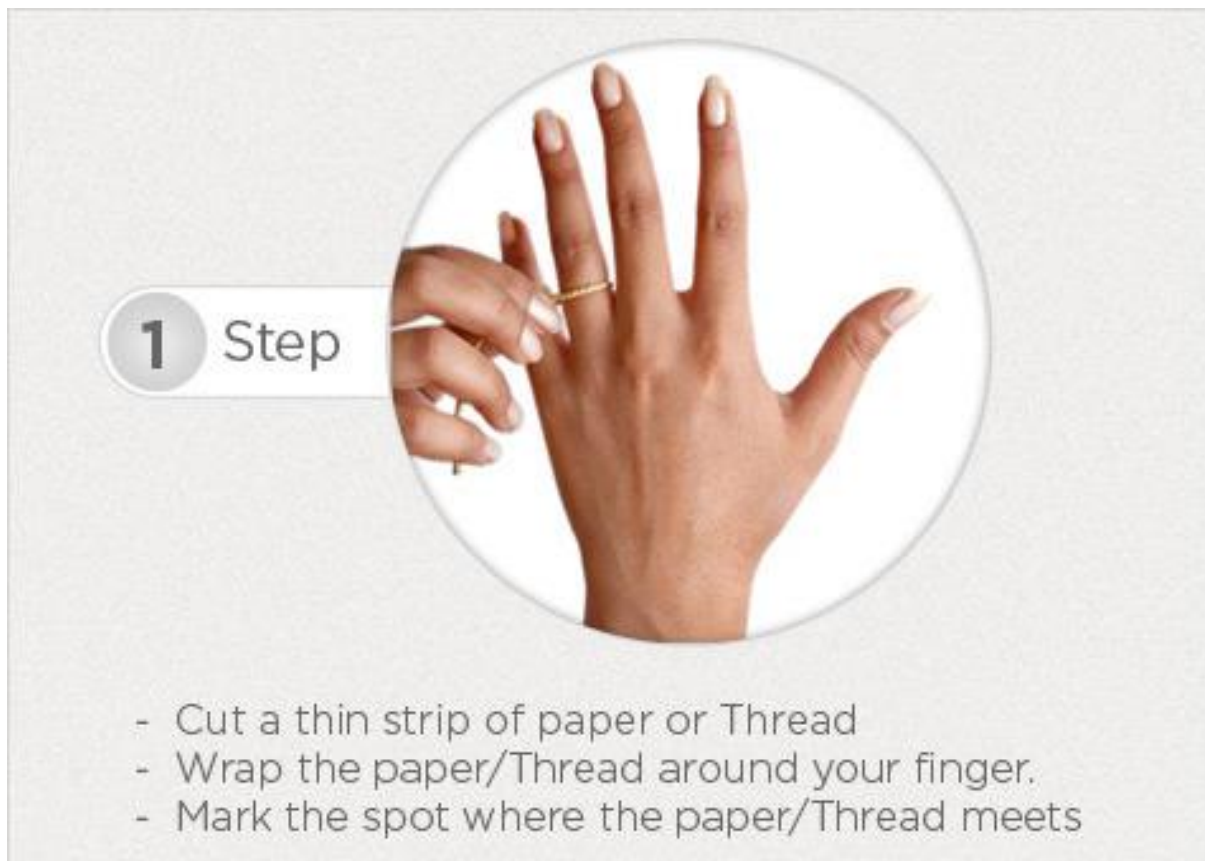 1 Step
- Cut a thin strip of paper or Thread
- Wrap the paper/Thread around your finger.
- Mark the spot where the paper/Thread meets